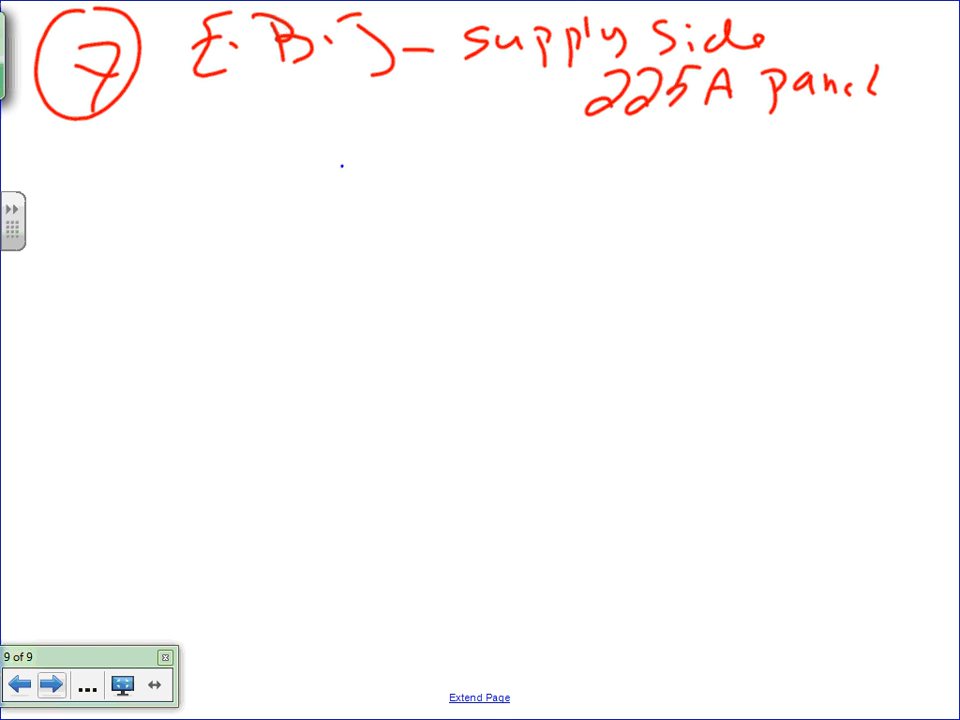 7 E.B.J - supply side
225A panel
9 of 9
...
Extend Page